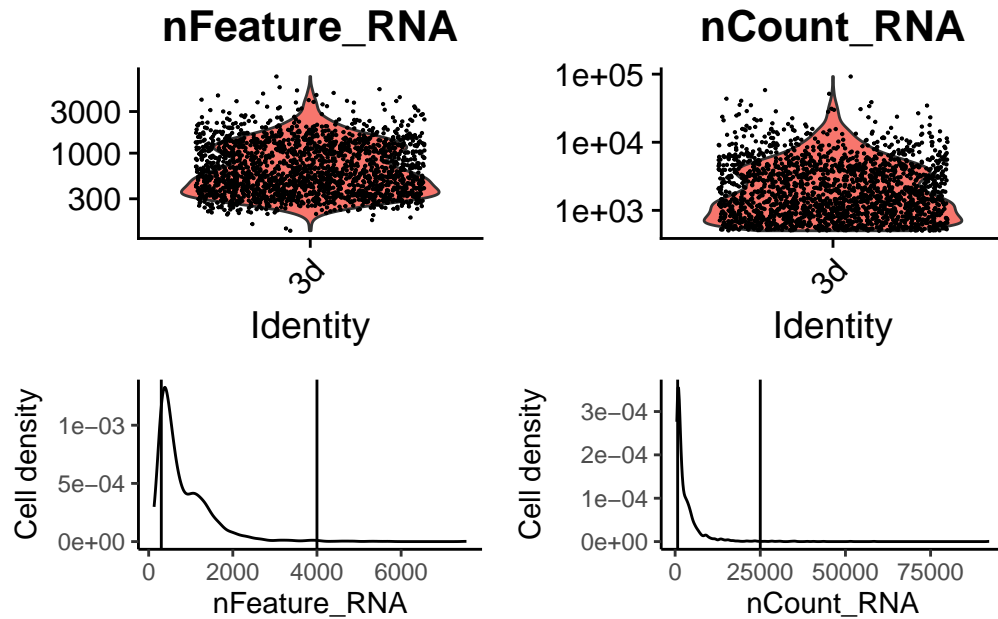 nFeature_RNA
3000
1000
300
3d
Identity
nCount_RNA
1e+05
1e+04
1e+03
3d
Identity
Cell density
1e−03
5e−04
0e+00
0 2000 4000 6000
nFeature_RNA
Cell density
3e−04
2e−04
1e−04
0e+00
0 25000 50000 75000
nCount_RNA